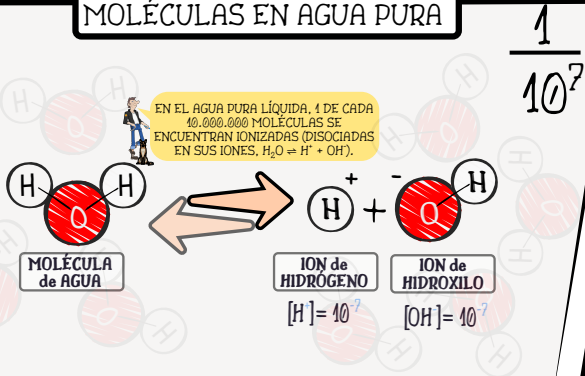 MOLÉCULAS EN AGUA PURA
1
10⁷
EN EL AGUA PURA LÍQUIDA, 1 DE CADA
10.000.000 MOLÉCULAS SE
ENCUENTRAN IONIZADAS (DISOCIADAS
EN SUS IONES, H₂O ⇌ H⁺ + OH⁻).
H H
O
H⁺ + ⁻O H
MOLÉCULA
de AGUA
ION de
HIDRÓGENO
ION de
HIDROXILO
[H]= 10⁻⁷
[OH]= 10⁻⁷